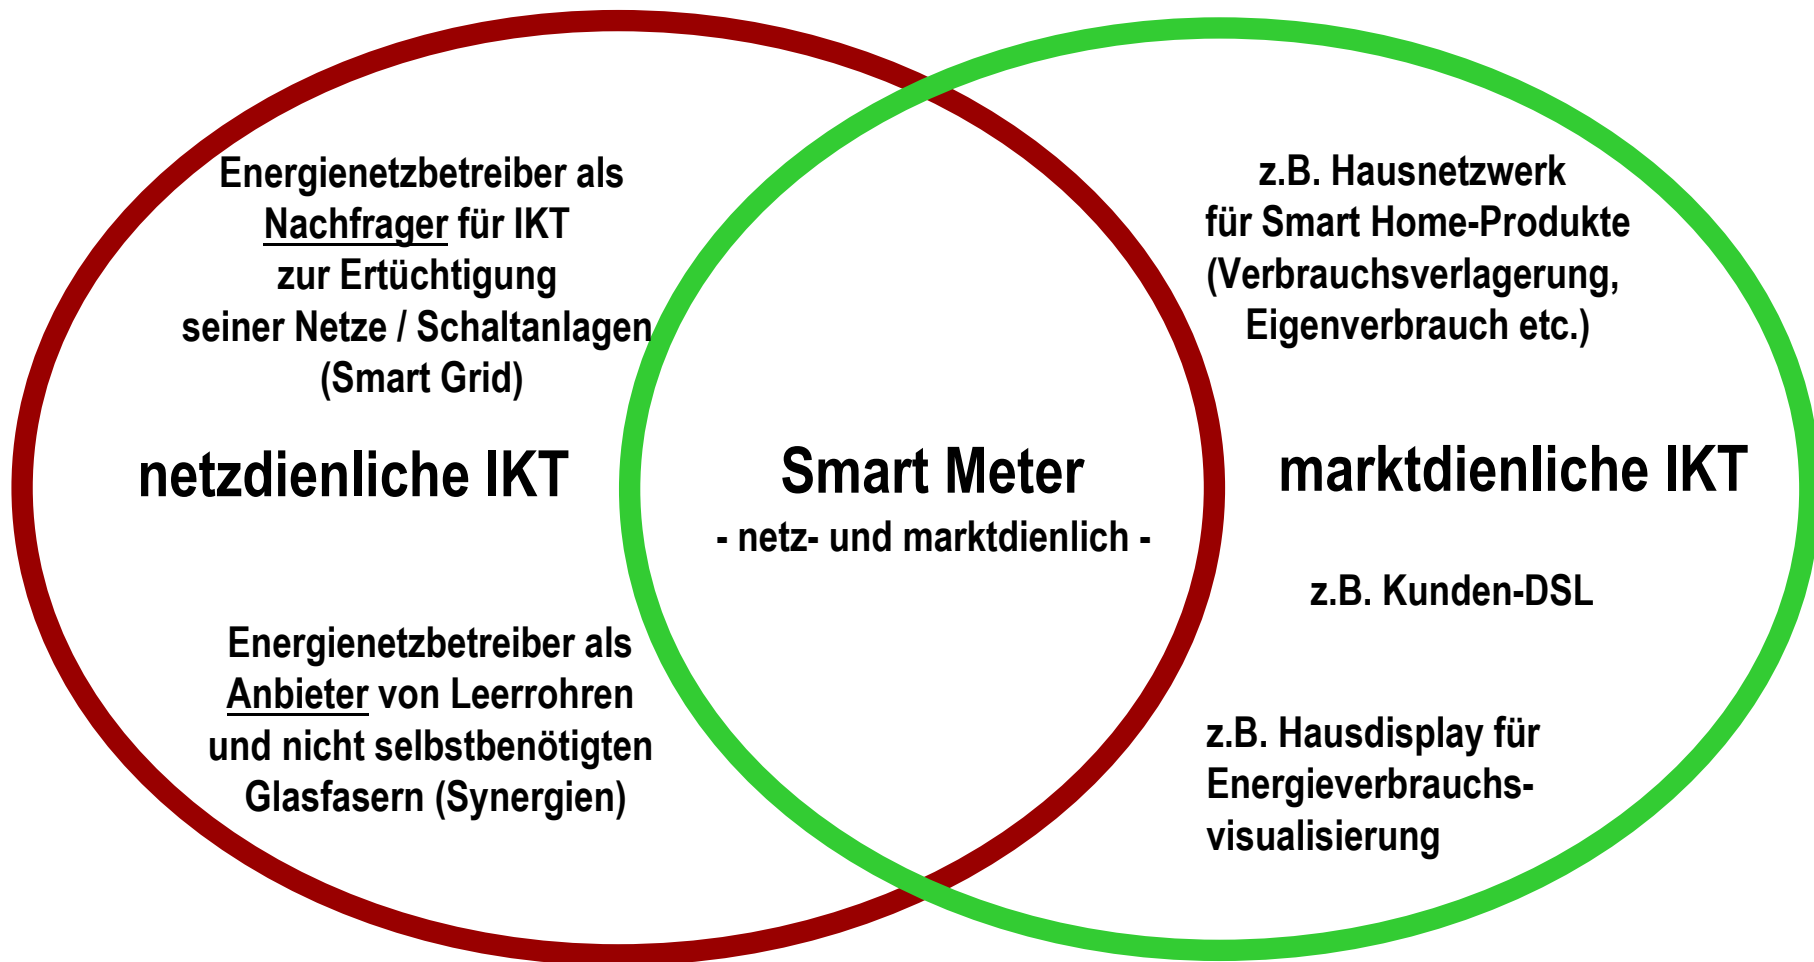 Energienetzbetreiber als
Nachfrager für IKT
zur Ertüchtigung
seiner Netze / Schaltanlagen
(Smart Grid)
netzdienliche IKT
Energienetzbetreiber als
Anbieter von Leerrohren
und nicht selbstbenötigten
Glasfasern (Synergien)
Smart Meter
- netz- und marktdienlich -
z.B. Hausnetzwerk
für Smart Home-Produkte
(Verbrauchsverlagerung,
Eigenverbrauch etc.)
marktdienliche IKT
z.B. Kunden-DSL
z.B. Hausdisplay für
Energieverbrauchs-
visualisierung